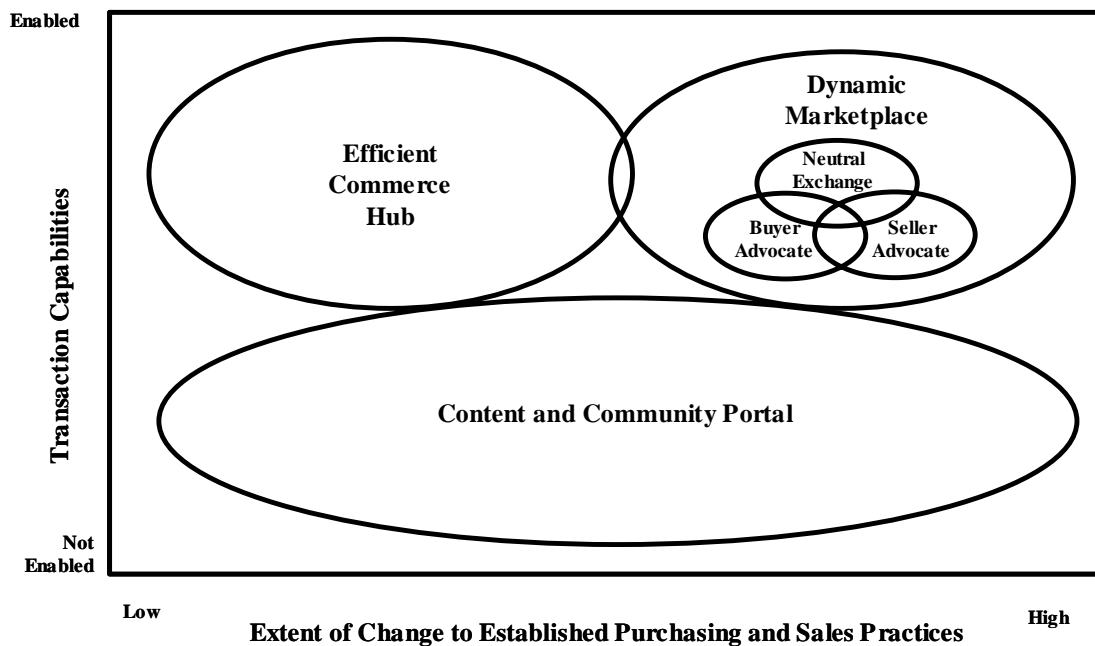 Enabled
Dynamic
Marketplace
Efficient
Commerce
Hub
Neutral
Exchange
Buyer
Advocate
Seller
Advocate
Transaction Capabilities
Content and Community Portal
Not
Enabled
Low
High
Extent of Change to Established Purchasing and Sales Practices